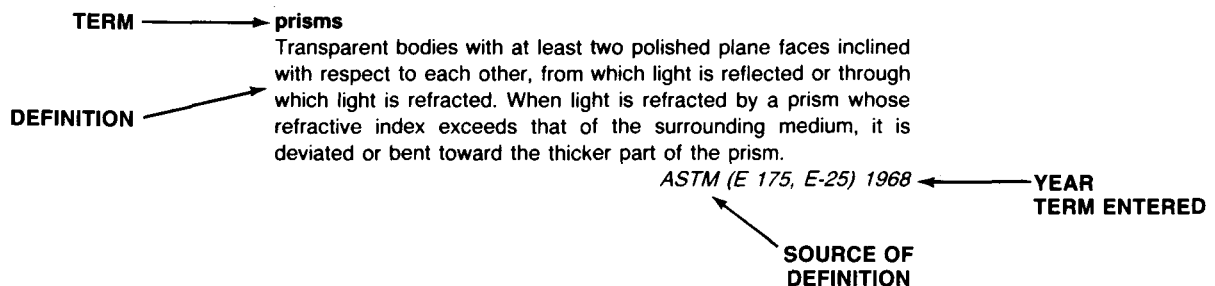 TERM
prisms
Transparent bodies with at least two polished plane faces inclined
with respect to each other, from which light is reflected or through
which light is refracted. When light is refracted by a prism whose
refractive index exceeds that of the surrounding medium, it is
deviated or bent toward the thicker part of the prism.
DEFINITION
ASTM (E 175, E-25) 1968
YEAR
TERM ENTERED
SOURCE OF
DEFINITION